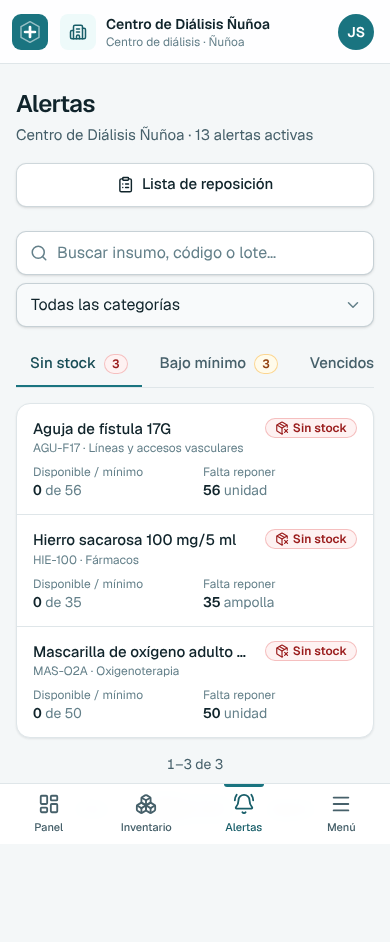 Centro de Diálisis Ñuñoa
Centro de diálisis · Ñuñoa
JS
Alertas
Centro de Diálisis Ñuñoa · 13 alertas activas
Lista de reposición
Buscar insumo, código o lote...
Todas las categorías
Sin stock 3 Bajo mínimo 3 Vencidos
Aguja de fístula 17G Sin stock
AGU-F17 · Líneas y accesos vasculares
Disponible / mínimo Falta reponer
0 de 56 56 unidad
Hierro sacarosa 100 mg/5 ml Sin stock
HIE-100 · Fármacos
Disponible / mínimo Falta reponer
0 de 35 35 ampolla
Mascarilla de oxígeno adulto ... Sin stock
MAS-O2A · Oxigenoterapia
Disponible / mínimo Falta reponer
0 de 50 50 unidad
1–3 de 3
Panel Inventario Alertas Menú